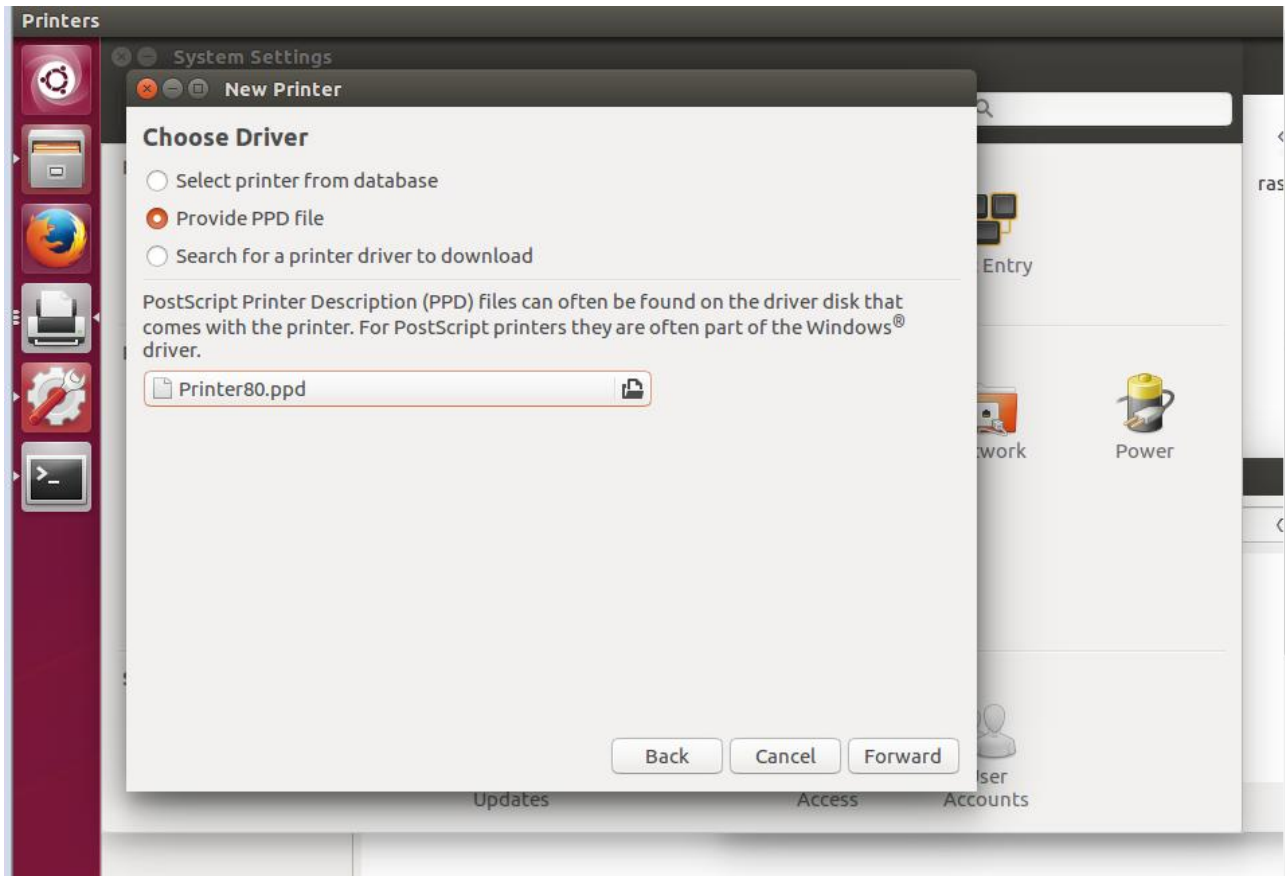 Printers
System Settings
New Printer
Choose Driver
Select printer from database
Provide PPD file
Search for a printer driver to download
PostScript Printer Description (PPD) files can often be found on the driver disk that
comes with the printer. For PostScript printers they are often part of the Windows®
driver.
Printer80.ppd
Back Cancel Forward
Entry
Power
Updates Access
Accounts
>_